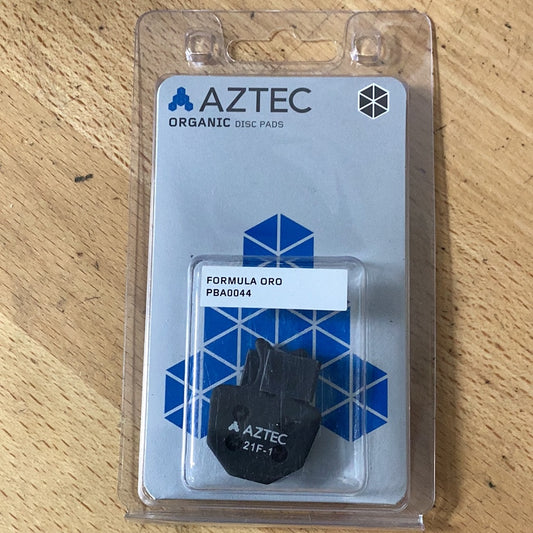 AZTEC
ORGANIC DISC PADS
FORMULA ORO
PBA0044
AZTEC
21F-1